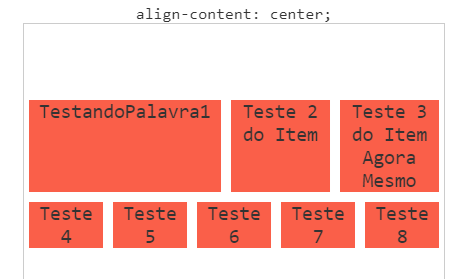 align-content: center;
TestandoPalavra1
Teste 2
do Item
Teste 3
do Item
Agora
Mesmo
Teste
4
Teste
5
Teste
6
Teste
7
Teste
8